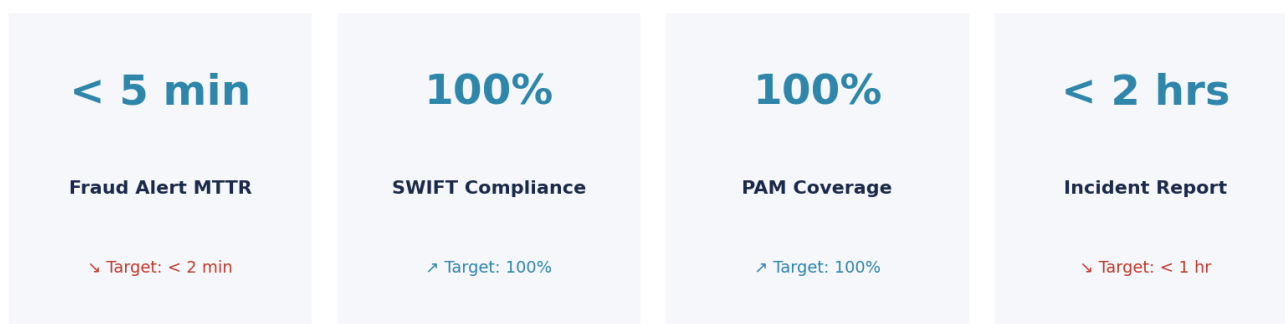 < 5 min
Fraud Alert MTTR
↘ Target: < 2 min
100%
SWIFT Compliance
↗ Target: 100%
100%
PAM Coverage
↗ Target: 100%
< 2 hrs
Incident Report
↘ Target: < 1 hr